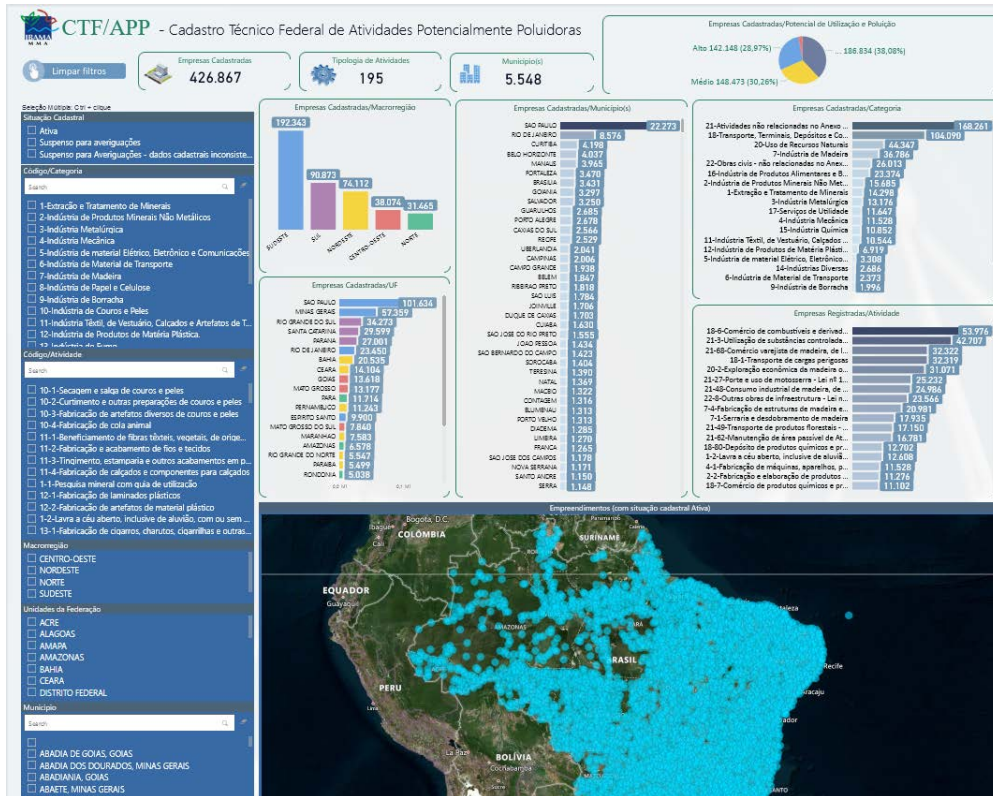 IBAMA
MMA
CTF/APP - Cadastro Técnico Federal de Atividades Potencialmente Poluidoras
Limpar filtros
Empresas Cadastradas
426.867
Tipologia de Atividades
195
Município(s)
5.548
Empresas Cadastradas/Potencial de Utilização e Poluição
Alto 142.148 (28,97%)
186.834 (38,08%)
Médio 148.473 (30,26%)
Seleção Múltipla: Ctrl + clique
Situação Cadastral
Ativa
Suspenso para averiguações
Suspenso para Averiguações - dados cadastrais inconsiste...
Código/Categoria
Search
1-Extração e Tratamento de Minerais
2-Indústria de Produtos Minerais Não Metálicos
3-Indústria Metalúrgica
4-Indústria Mecânica
5-Indústria de material Elétrico, Eletrônico e Comunicações
6-Indústria de Material de Transporte
7-Indústria de Madeira
8-Indústria de Papel e Celulose
9-Indústria de Borracha
10-Indústria de Couros e Peles
11-Indústria Têxtil, de Vestuário, Calçados e Artefatos de T...
12-Indústria de Produtos de Matéria Plástica.
13-Indústria do Fumo
Código/Atividade
Search
10-1-Secagem e salga de couros e peles
10-2-Curtimento e outras preparações de couros e peles
10-3-Fabricação de artefatos diversos de couros e peles
10-4-Fabricação de cola animal
11-1-Beneficiamento de fibras têxteis, vegetais, de orige...
11-2-Fabricação e acabamento de fios e tecidos
11-3-Tingimento, estamparia e outros acabamentos em p...
11-4-Fabricação de calçados e componentes para calçados
1-1-Pesquisa mineral com guia de utilização
12-1-Fabricação de laminados plásticos
12-2-Fabricação de artefatos de material plástico
1-2-Lavra a céu aberto, inclusive de aluvião, com ou sem ...
13-1-Fabricação de cigarros, charutos, cigarrilhas e outras...
Macrorregião
CENTRO-OESTE
NORDESTE
NORTE
SUDESTE
Unidades da Federação
ACRE
ALAGOAS
AMAPA
AMAZONAS
BAHIA
CEARA
DISTRITO FEDERAL
Município
Search
ABADIA DE GOIAS, GOIAS
ABADIA DOS DOURADOS, MINAS GERAIS
ABADIANIA, GOIAS
ABAETE, MINAS GERAIS
Empresas Cadastradas/Macrorregião
192.343
90.873
74.112
38.074
31.465
SUDESTE
SUL
NORDESTE
CENTRO-OESTE
NORTE
Empresas Cadastradas/UF
SAO PAULO 101.634
MINAS GERAIS 57.359
RIO GRANDE DO SUL 34.273
SANTA CATARINA 29.599
PARANA 27.001
RIO DE JANEIRO 23.450
BAHIA 20.535
CEARA 14.104
GOIAS 13.618
MATO GROSSO 13.177
PARA 11.714
PERNAMBUCO 11.243
ESPIRITO SANTO 9.900
MATO GROSSO DO SUL 7.840
MARANHAO 7.583
AMAZONAS 6.578
RIO GRANDE DO NORTE 5.547
PARAIBA 5.499
RONDONIA 5.038
0,0 Mi 0,1 Mi
Empresas Cadastradas/Município(s)
SAO PAULO 22.273
RIO DE JANEIRO 8.576
CURITIBA 4.198
BELO HORIZONTE 4.037
MANAUS 3.965
FORTALEZA 3.470
BRASILIA 3.431
GOIANIA 3.297
SALVADOR 3.250
GUARULHOS 2.685
PORTO ALEGRE 2.678
CAXIAS DO SUL 2.566
RECIFE 2.529
UBERLANDIA 2.041
CAMPINAS 2.006
CAMPO GRANDE 1.938
BELEM 1.847
RIBEIRAO PRETO 1.818
SAO LUIS 1.784
JOINVILLE 1.706
DUQUE DE CAXIAS 1.703
CUIABA 1.630
SAO JOSE DO RIO PRETO 1.555
JOAO PESSOA 1.434
SAO BERNARDO DO CAMPO 1.423
SOROCABA 1.404
TERESINA 1.390
NATAL 1.369
MACEIO 1.322
CONTAGEM 1.316
BLUMENAU 1.313
PORTO VELHO 1.313
DIADEMA 1.285
LIMEIRA 1.270
FRANCA 1.265
SAO JOSE DOS CAMPOS 1.178
NOVA SERRANA 1.171
SANTO ANDRE 1.150
SERRA 1.148
Empresas Cadastradas/Categoria
21-Atividades não relacionadas no Anexo ... 168.261
18-Transporte, Terminais, Depósitos e Co... 104.090
20-Uso de Recursos Naturais 44.347
7-Indústria de Madeira 36.786
22-Obras civis - não relacionadas no Anex... 26.013
16-Indústria de Produtos Alimentares e B... 23.374
2-Indústria de Produtos Minerais Não Met... 15.685
1-Extração e Tratamento de Minerais 14.298
3-Indústria Metalúrgica 13.176
17-Serviços de Utilidade 11.647
4-Indústria Mecânica 11.528
15-Indústria Química 10.852
11-Indústria Têxtil, de Vestuário, Calçados ... 10.544
12-Indústria de Produtos de Matéria Plásti... 6.919
5-Indústria de material Elétrico, Eletrônico... 3.308
14-Indústrias Diversas 2.686
6-Indústria de Material de Transporte 2.373
9-Indústria de Borracha 1.996
Empresas Registradas/Atividade
18-6-Comércio de combustíveis e derivad... 53.976
21-3-Utilização de substâncias controlada... 42.707
21-68-Comércio varejista de madeira, de l... 32.322
18-1-Transporte de cargas perigosas 32.319
20-2-Exploração econômica da madeira o... 31.071
21-27-Porte e uso de motosserra - Lei nº 1... 25.232
21-48-Consumo industrial de madeira, de ... 24.986
22-8-Outras obras de infraestrutura - Lei n... 23.566
7-4-Fabricação de estruturas de madeira e... 20.981
7-1-Serraria e desdobramento de madeira 17.935
21-49-Transporte de produtos florestais - ... 17.150
21-62-Manutenção de área passível de At... 16.781
18-80-Depósito de produtos químicos e p... 12.702
1-2-Lavra a céu aberto, inclusive de aluviã... 12.608
4-1-Fabricação de máquinas, aparelhos, p... 11.528
2-2-Fabricação e elaboração de produtos ... 11.276
18-7-Comércio de produtos químicos e pr... 11.102
Empreendimentos (com situação cadastral Ativa)
Bogota, D.C.
Ibagué
Cali
COLÔMBIA
Paramaribo
SURINAME
EQUADOR
Guayaquil
AMAZONAS
ARÁ
taleza
BRASIL
Recife
PERU
Aracaju
ador
La Paz
BOLÍVIA
Cochabamba
Sucre
SANTO